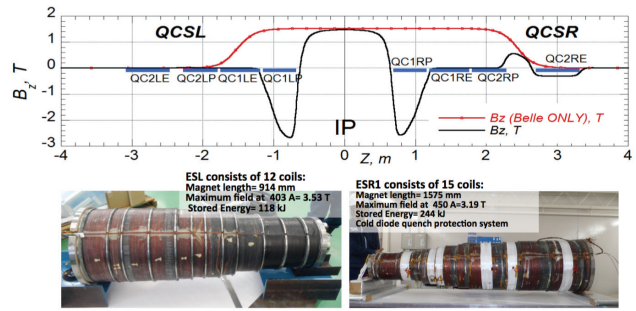 QCSL
QCSR
2
1
0
-1
-2
-3
Bz, T
QC2LE
QC2LP
QC1LE
QC1LP
QC1RP
QC1RE
QC2RP
QC2RE
IP
Bz (Belle ONLY), T
Bz, T
-4 -3 -2 -1 0 1 2 3 4
Z, m
ESL consists of 12 coils:
Magnet length= 914 mm
Maximum field at 403 A= 3.53 T
Stored Energy= 118 kJ
ESR1 consists of 15 coils:
Magnet length= 1575 mm
Maximum field at 450 A=3.19 T
Stored Energy= 244 kJ
Cold diode quench protection system